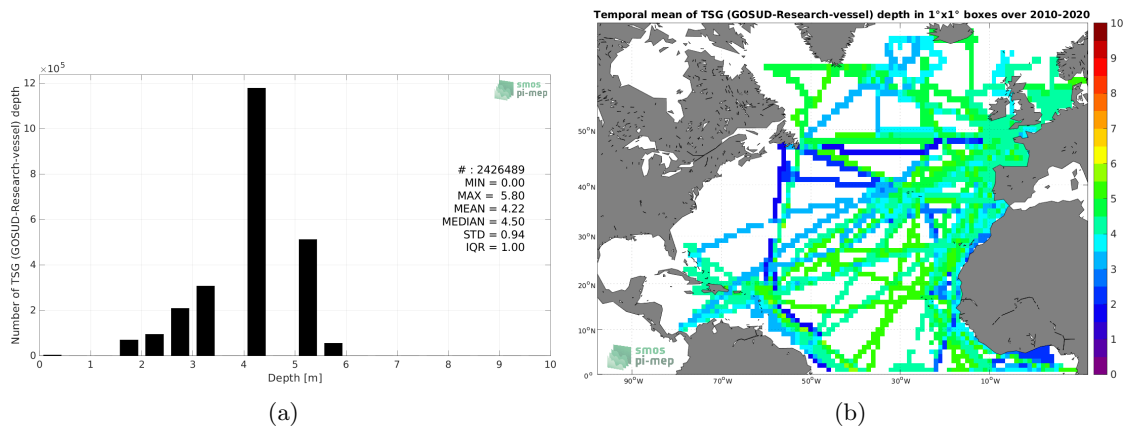 Temporal mean of TSG (GOSUD-Research-vessel) depth in 1°x1° boxes over 2010-2020
×10⁵
12
10
8
6
4
2
0
Number of TSG (GOSUD-Research-vessel) depth
smos
pi-mep
# : 2426489
MIN = 0.00
MAX = 5.80
MEAN = 4.22
MEDIAN = 4.50
STD = 0.94
IQR = 1.00
0 1 2 3 4 5 6 7 8 9 10
Depth [m]
(a)
50°N
40°N
30°N
20°N
10°N
0°
90°W 70°W 50°W 30°W 10°W
smos
pi-mep
10
9
8
7
6
5
4
3
2
1
0
(b)